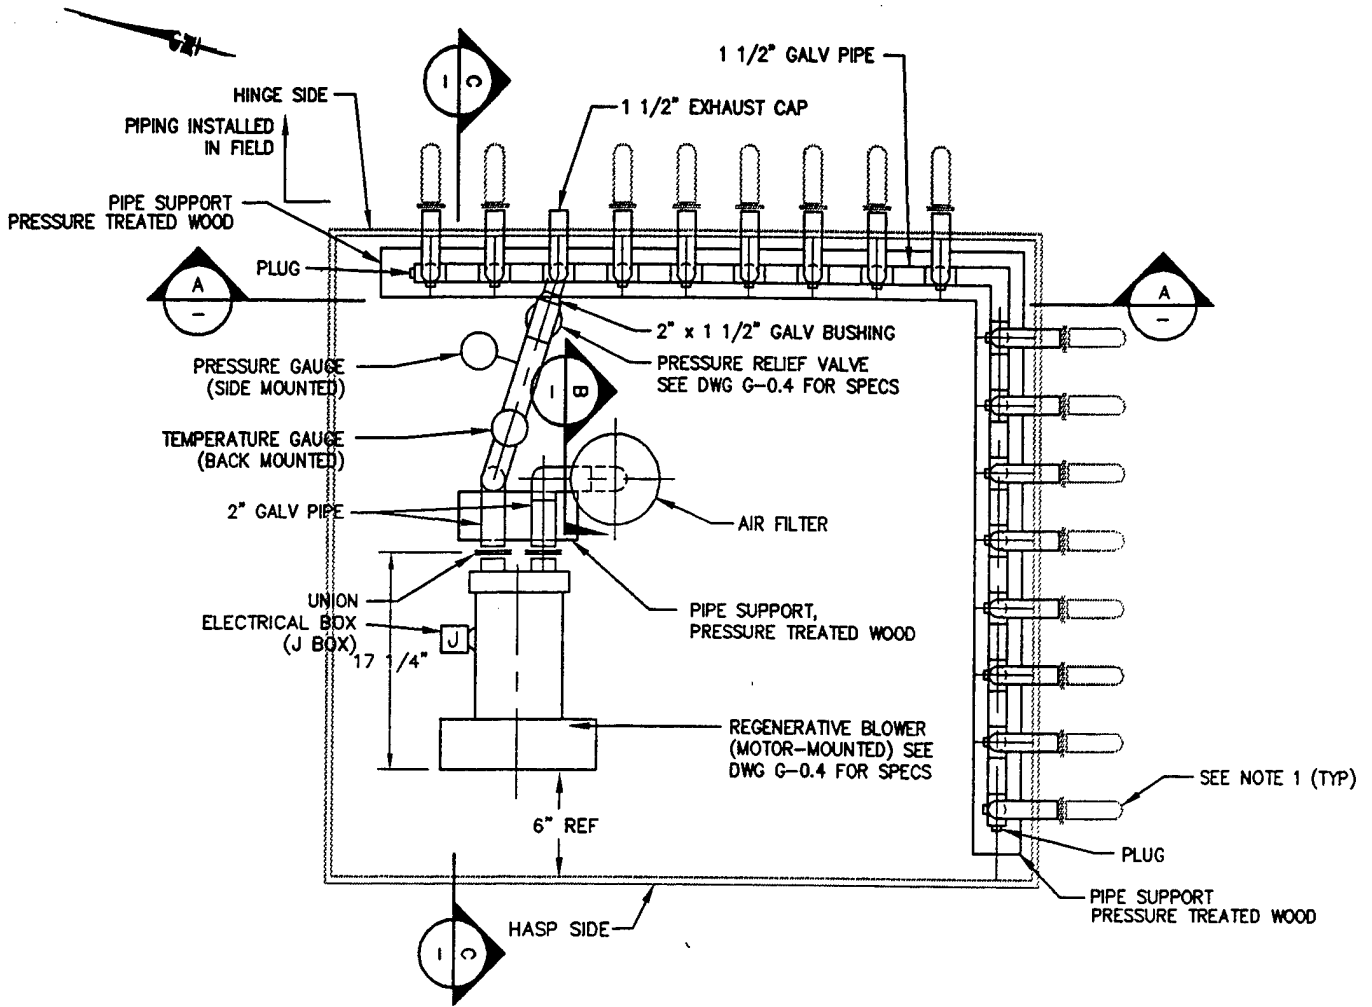 1 1/2" GALV PIPE
C
HINGE SIDE
1 1/2" EXHAUST CAP
PIPING INSTALLED
IN FIELD
PIPE SUPPORT
PRESSURE TREATED WOOD
PLUG
A
A
2" x 1 1/2" GALV BUSHING
PRESSURE GAUGE
(SIDE MOUNTED)
PRESSURE RELIEF VALVE
SEE DWG G-0.4 FOR SPECS
B
TEMPERATURE GAUGE
(BACK MOUNTED)
2" GALV PIPE
AIR FILTER
UNION
ELECTRICAL BOX
(J BOX)
J
17 1/4"
PIPE SUPPORT,
PRESSURE TREATED WOOD
REGENERATIVE BLOWER
(MOTOR-MOUNTED) SEE
DWG G-0.4 FOR SPECS
SEE NOTE 1 (TYP)
6" REF
PLUG
PIPE SUPPORT
PRESSURE TREATED WOOD
HASP SIDE
C